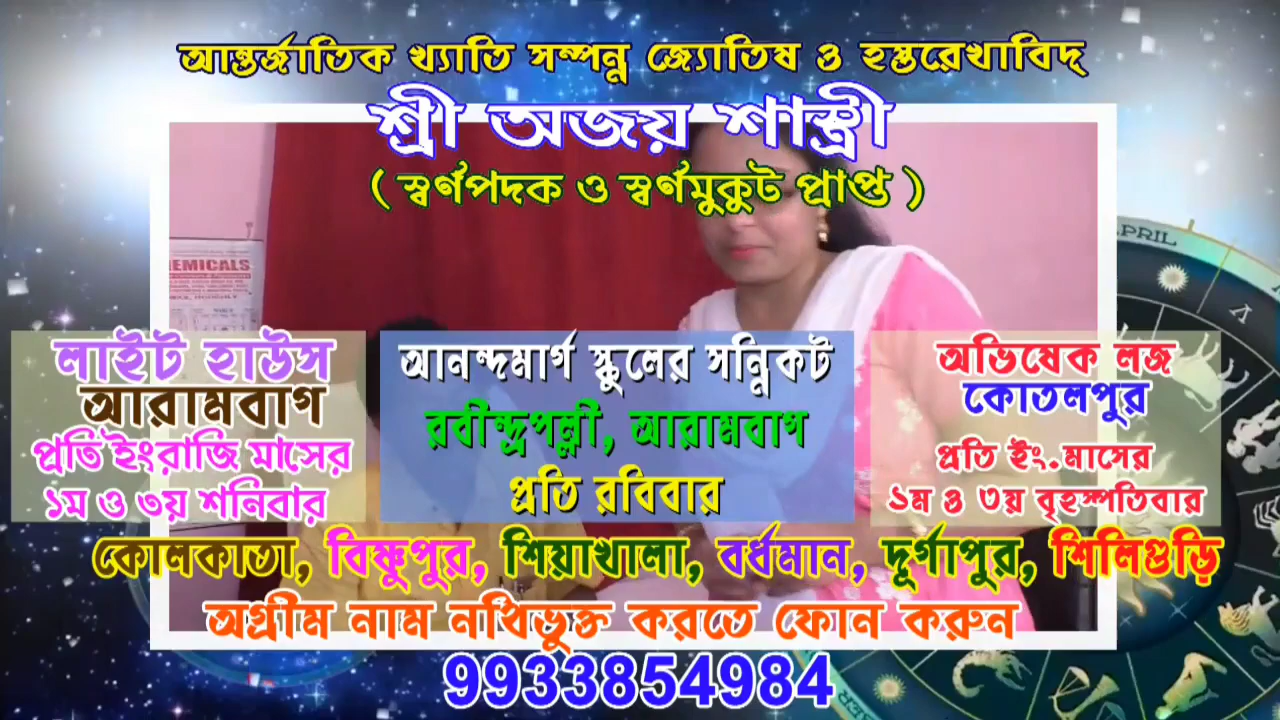 আন্তর্জাতিক খ্যাতি সম্পন্ন জ্যোতিষ ও হস্তরেখাবিদ্
শ্রী অজয় শাস্ত্রী
( স্বর্ণপদক ও স্বর্ণমুকুট প্রাপ্ত )
APRIL
HEMICALS
লাইট হাউস
আরামবাগ
প্রতি ইংরাজি মাসের
১ম ও ৩য় শনিবার
আনন্দমার্গ স্কুলের সন্নিকট
রবীন্দ্রপল্লী, আরামবাগ
প্রতি রবিবার
অভিষেক লজ
কোতলপুর
প্রতি ইং.মাসের
১ম ও ৩য় বৃহস্পতিবার
কোলকাতা, বিষ্ণুপুর, শিয়াখালা, বর্ধমান, দূর্গাপুর, শিলিগুড়ি
অগ্রীম নাম নথিভুক্ত করতে ফোন করুন
9933854984